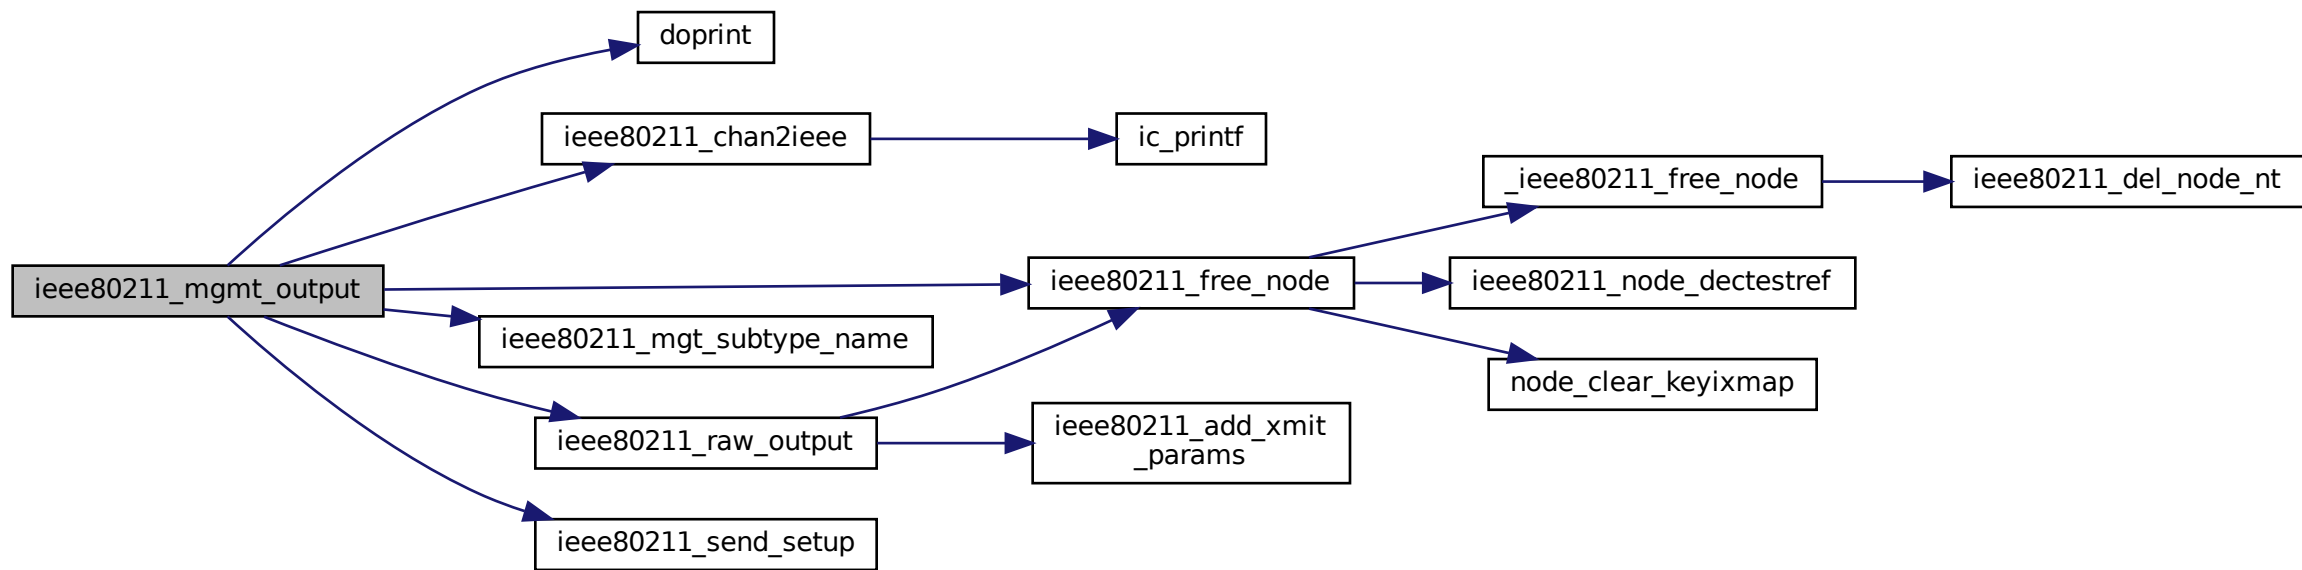 doprint
ieee80211_chan2ieee
ic_printf
_ieee80211_free_node
ieee80211_del_node_nt
ieee80211_mgmt_output
ieee80211_free_node
ieee80211_node_dectestref
ieee80211_mgt_subtype_name
node_clear_keyixmap
ieee80211_raw_output
ieee80211_add_xmit
_params
ieee80211_send_setup